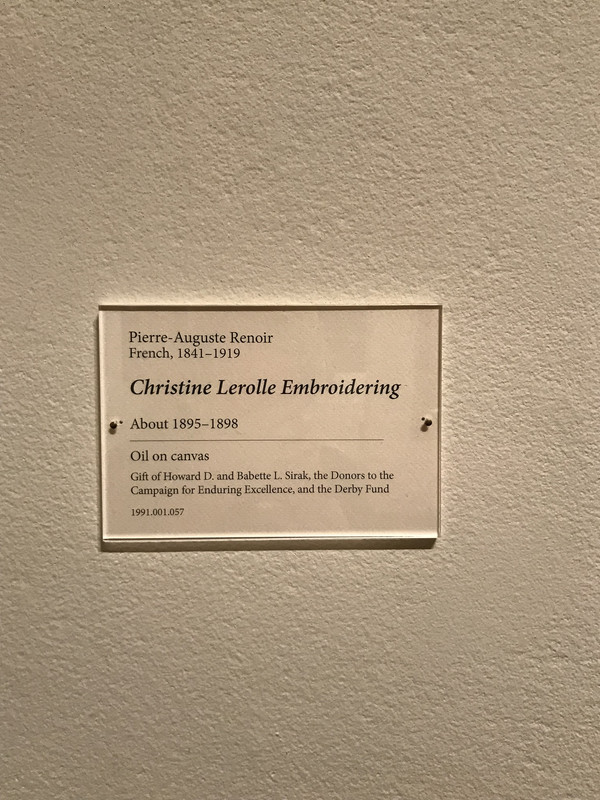 Pierre-Auguste Renoir
French, 1841–1919
Christine Lerolle Embroidering
About 1895–1898
Oil on canvas
Gift of Howard D. and Babette L. Sirak, the Donors to the
Campaign for Enduring Excellence, and the Derby Fund
1991.001.057